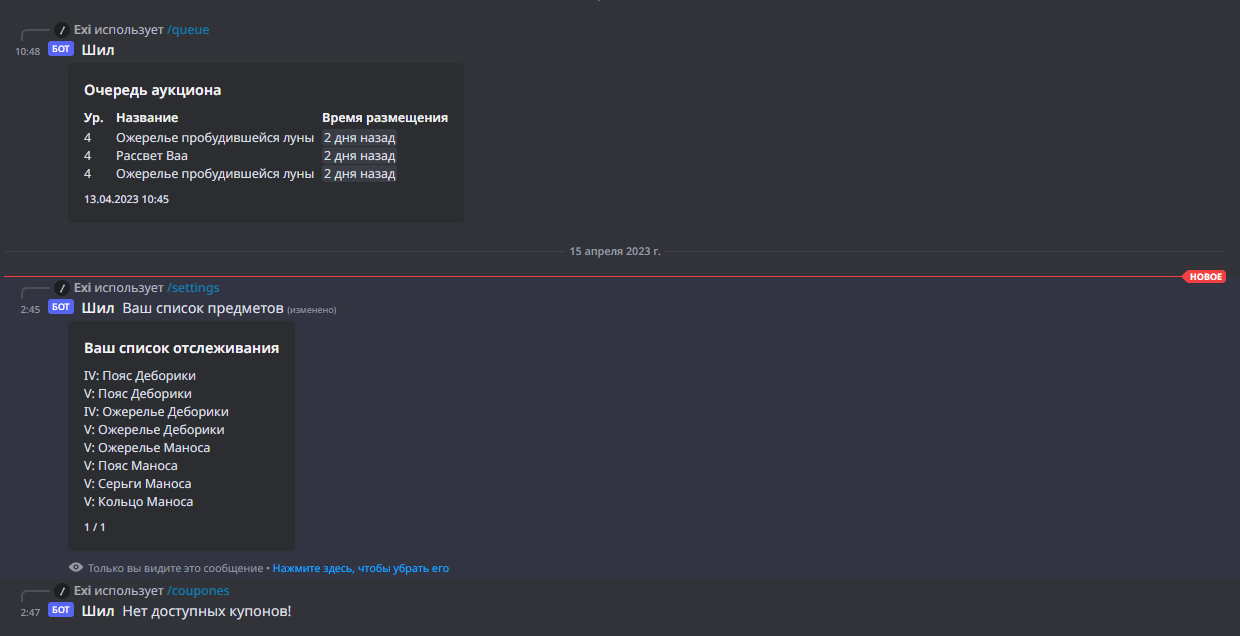 Exi использует /queue
10:48 БОТ Шил
Очередь аукциона
Ур. Название Время размещения
4 Ожерелье пробудившейся луны 2 дня назад
4 Рассвет Ваа 2 дня назад
4 Ожерелье пробудившейся луны 2 дня назад
13.04.2023 10:45
15 апреля 2023 г.
НОВОЕ
Exi использует /settings
2:45 БОТ Шил Ваш список предметов (изменено)
Ваш список отслеживания
IV: Пояс Деборики
V: Пояс Деборики
IV: Ожерелье Деборики
V: Ожерелье Деборики
V: Ожерелье Маноса
V: Пояс Маноса
V: Серьги Маноса
V: Кольцо Маноса
1 / 1
Только вы видите это сообщение • Нажмите здесь, чтобы убрать его
Exi использует /coupones
2:47 БОТ Шил Нет доступных купонов!